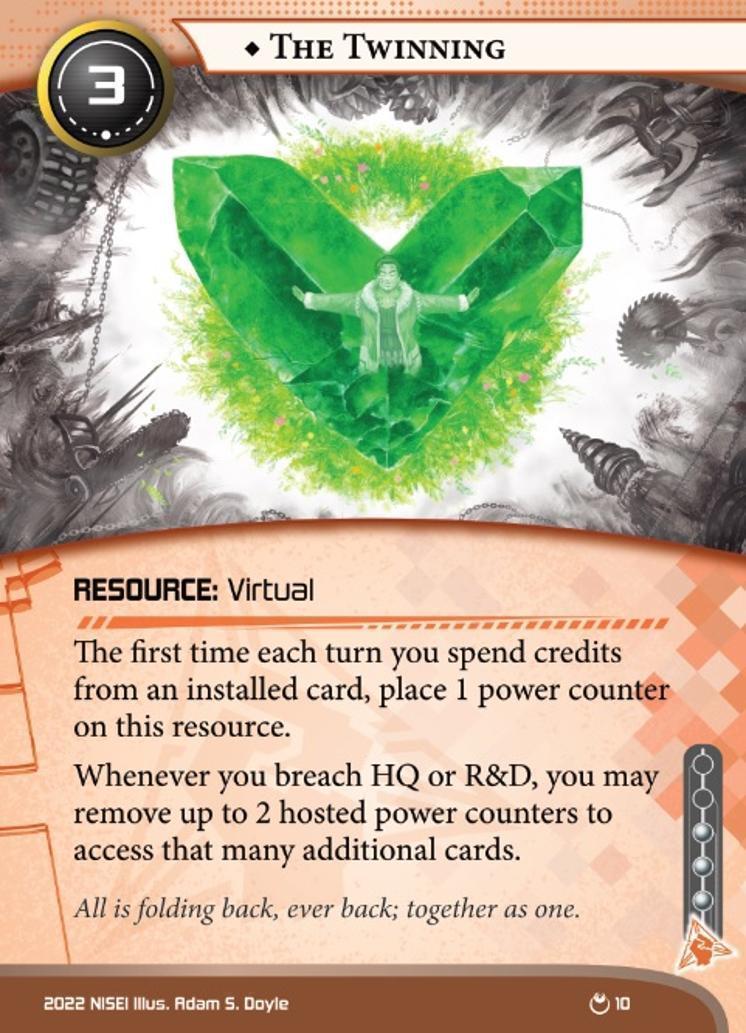 ◆ The Twinning
3
RESOURCE: Virtual
The first time each turn you spend credits
from an installed card, place 1 power counter
on this resource.
Whenever you breach HQ or R&D, you may
remove up to 2 hosted power counters to
access that many additional cards.
All is folding back, ever back; together as one.
2022 NISEI Illus. Adam S. Doyle
10